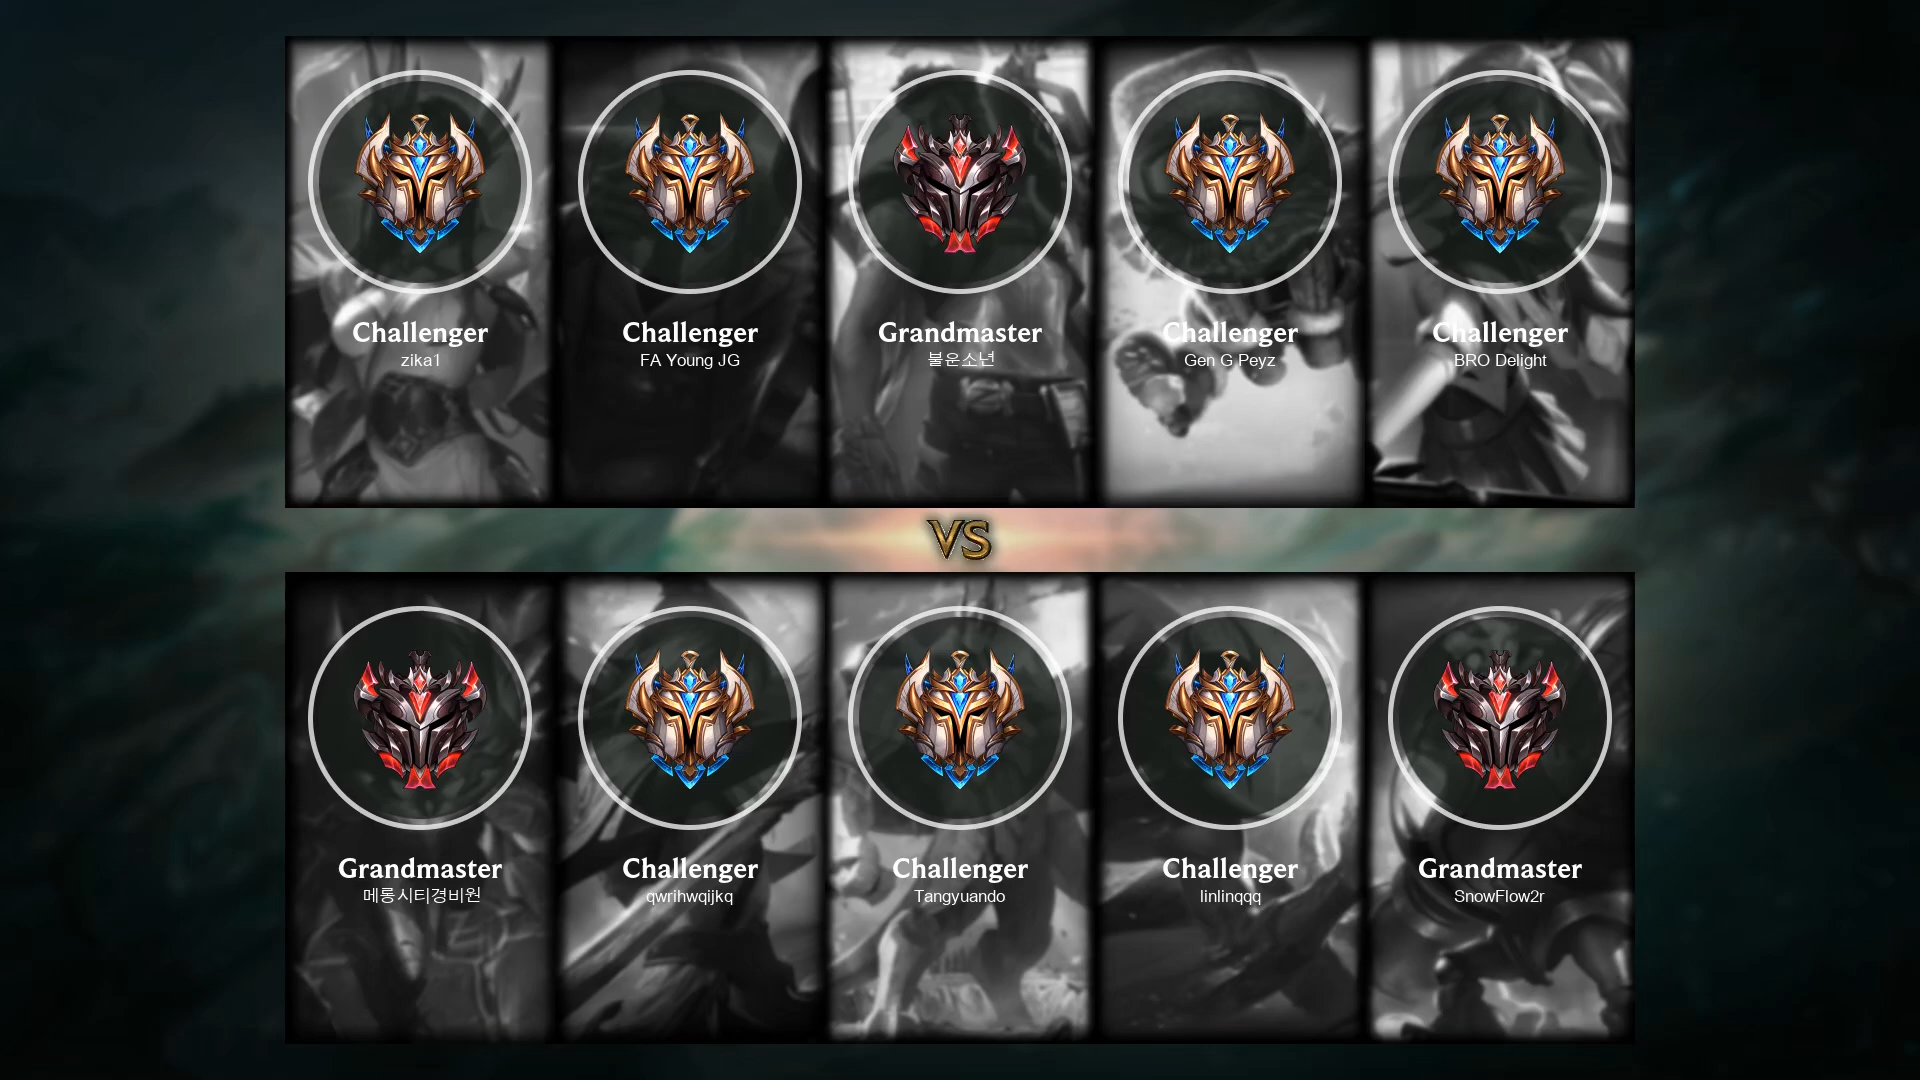 Challenger
zika1
Challenger
FA Young JG
Grandmaster
불운소년
Challenger
Gen G Peyz
Challenger
BRO Delight
VS
Grandmaster
메롱시티경비원
Challenger
qwrihwqijkq
Challenger
Tangyuando
Challenger
linlinqqq
Grandmaster
SnowFlow2r